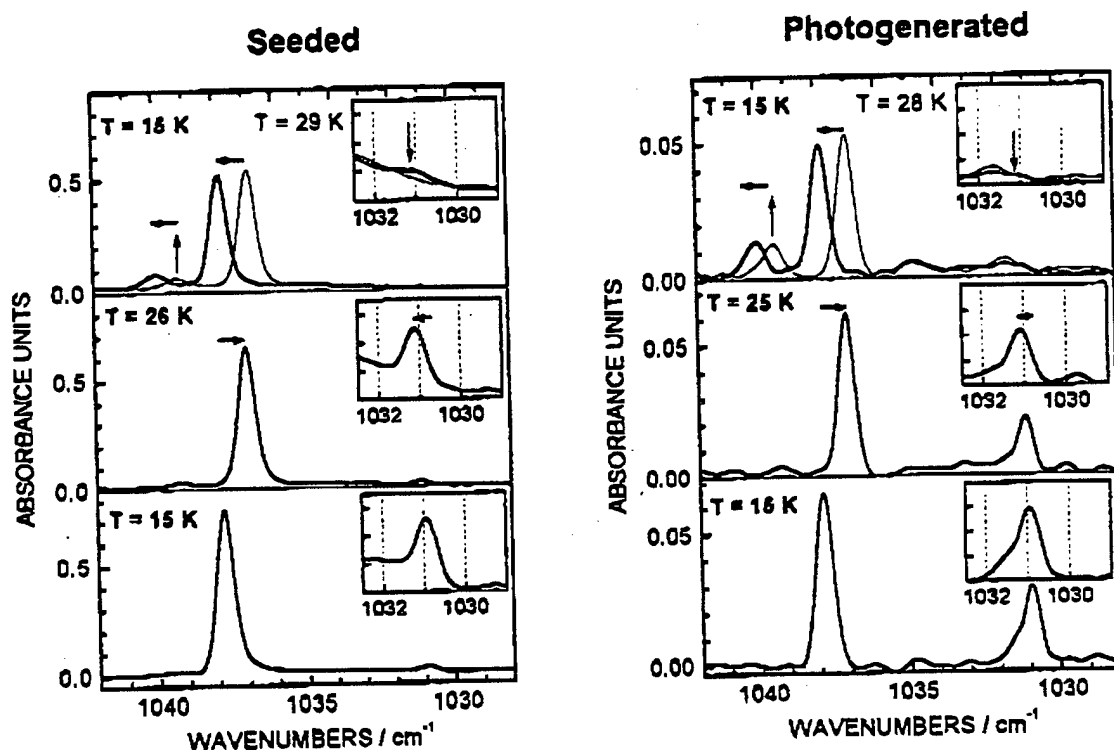 Seeded
Photogenerated
T = 15 K
T = 29 K
1032
1030
0.5
0.0
T = 26 K
1032
1030
0.5
0.0
T = 15 K
1032
1030
0.5
0.0
1040
1035
1030
WAVENUMBERS / cm⁻¹
ABSORBANCE UNITS
T = 15 K
T = 28 K
1032
1030
0.05
0.00
T = 25 K
1032
1030
0.05
0.00
T = 15 K
1032
1030
0.05
0.00
1040
1035
1030
WAVENUMBERS / cm⁻¹
ABSORBANCE UNITS